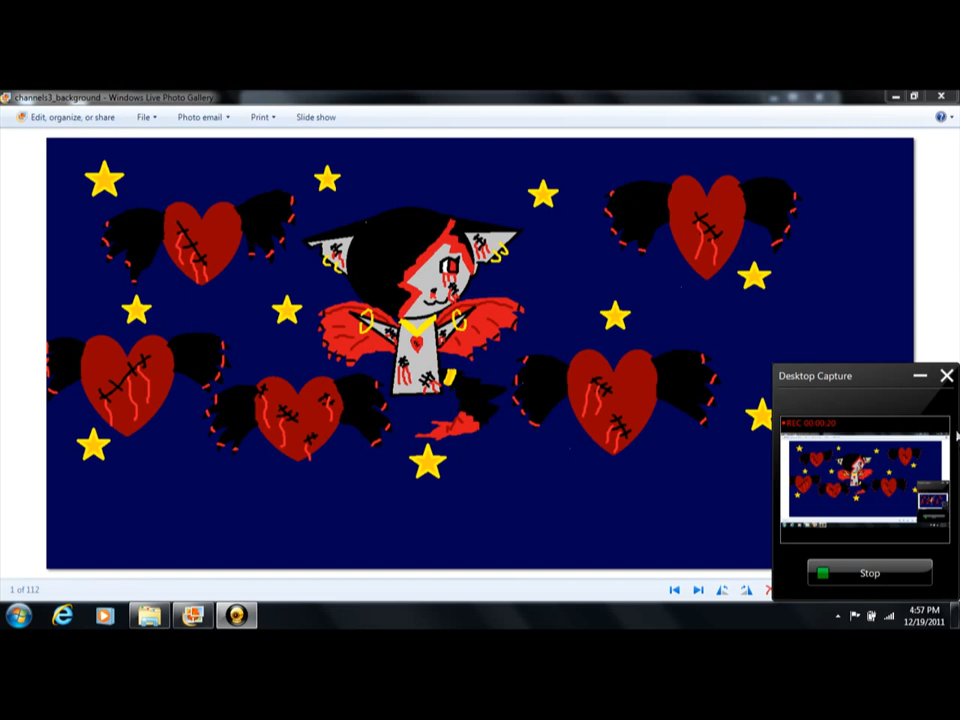 channels3_background - Windows Live Photo Gallery
Edit, organize, or share File Photo email Print Slide show
Desktop Capture
REC 00:00:20
Stop
1 of 112
4:57 PM
12/19/2011